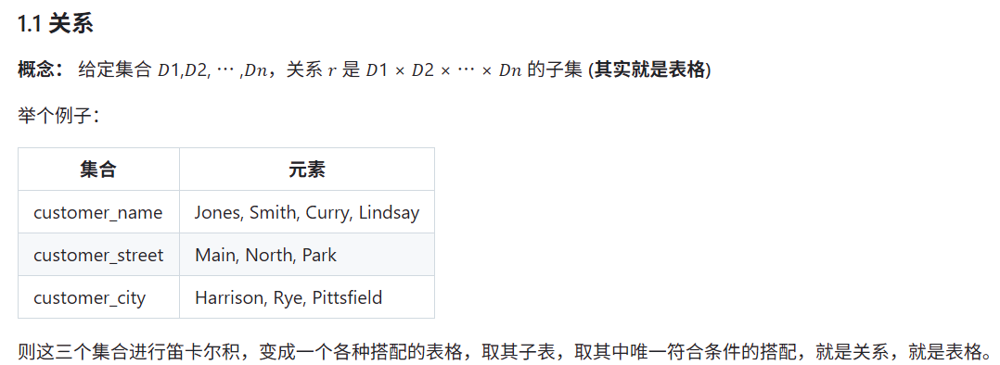 1.1 关系
概念： 给定集合 D1,D2, ⋯ ,Dn，关系 r 是 D1 × D2 × ⋯ × Dn 的子集 (其实就是表格)
举个例子：
集合 元素
customer_name Jones, Smith, Curry, Lindsay
customer_street Main, North, Park
customer_city Harrison, Rye, Pittsfield
则这三个集合进行笛卡尔积，变成一个各种搭配的表格，取其子表，取其中唯一符合条件的搭配，就是关系，就是表格。